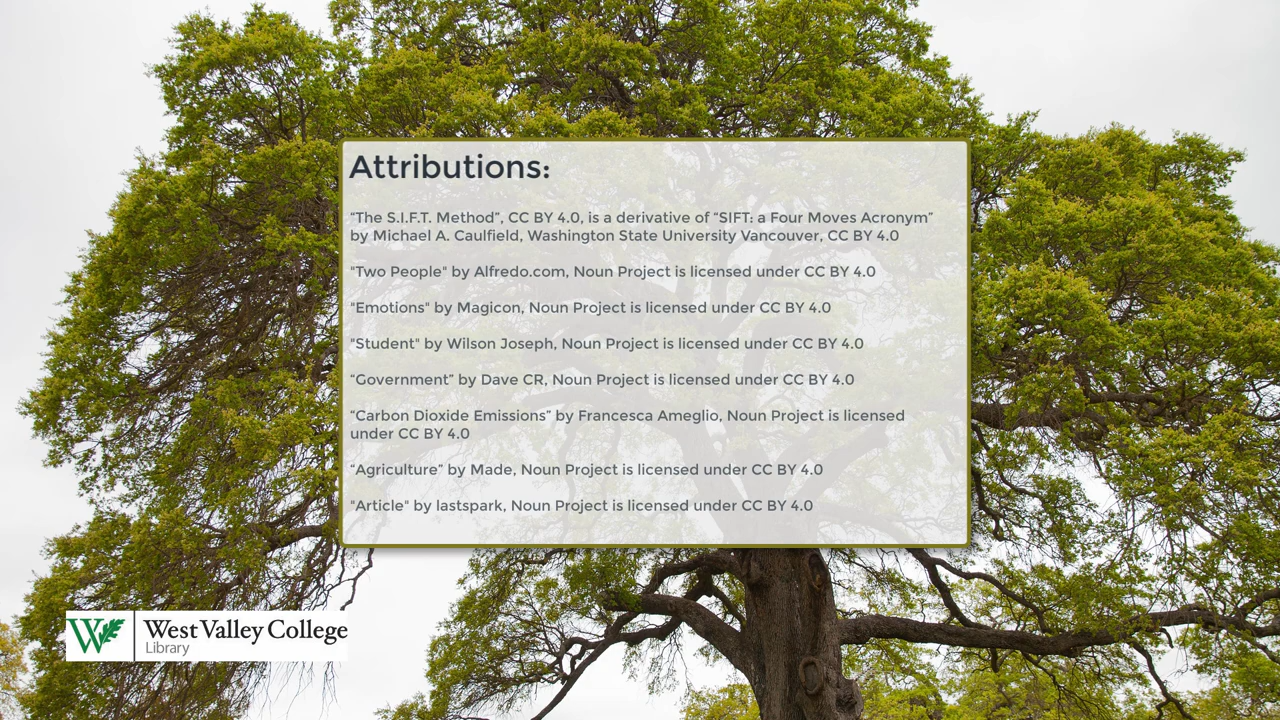 Attributions:
“The S.I.F.T. Method”, CC BY 4.0, is a derivative of “SIFT: a Four Moves Acronym”
by Michael A. Caulfield, Washington State University Vancouver, CC BY 4.0
"Two People" by Alfredo.com, Noun Project is licensed under CC BY 4.0
"Emotions" by Magicon, Noun Project is licensed under CC BY 4.0
"Student" by Wilson Joseph, Noun Project is licensed under CC BY 4.0
“Government” by Dave CR, Noun Project is licensed under CC BY 4.0
“Carbon Dioxide Emissions” by Francesca Ameglio, Noun Project is licensed
under CC BY 4.0
“Agriculture” by Made, Noun Project is licensed under CC BY 4.0
"Article" by lastspark, Noun Project is licensed under CC BY 4.0
West Valley College
Library